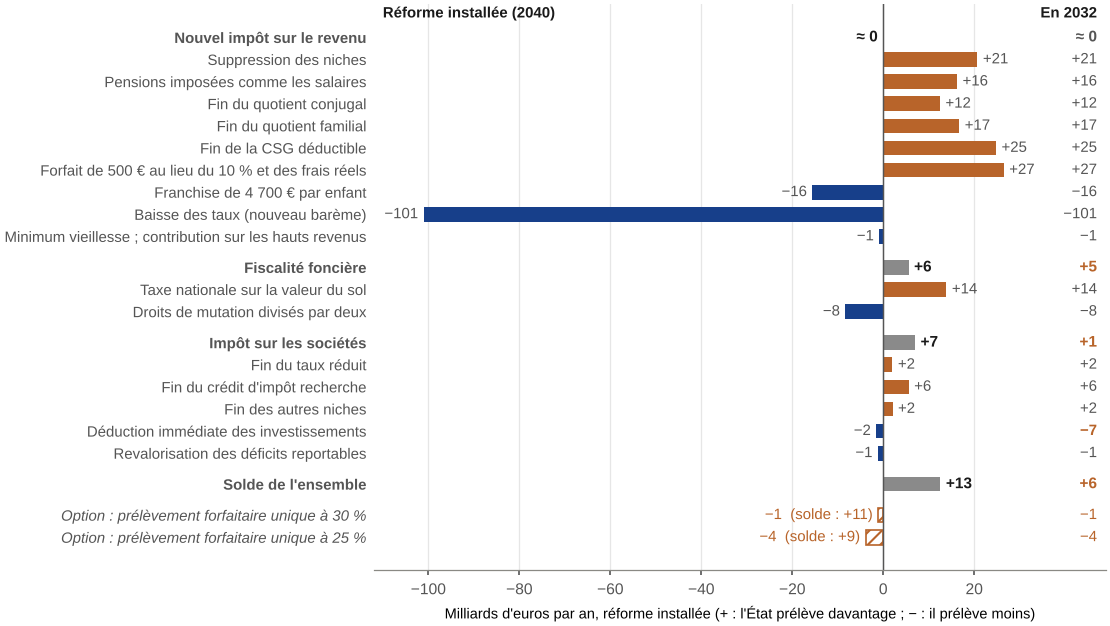 Réforme installée (2040) En 2032
Nouvel impôt sur le revenu ≈ 0 ≈ 0
Suppression des niches +21 +21
Pensions imposées comme les salaires +16 +16
Fin du quotient conjugal +12 +12
Fin du quotient familial +17 +17
Fin de la CSG déductible +25 +25
Forfait de 500 € au lieu du 10 % et des frais réels +27 +27
Franchise de 4 700 € par enfant −16 −16
Baisse des taux (nouveau barème) −101 −101
Minimum vieillesse ; contribution sur les hauts revenus −1 −1
Fiscalité foncière +6 +5
Taxe nationale sur la valeur du sol +14 +14
Droits de mutation divisés par deux −8 −8
Impôt sur les sociétés +7 +1
Fin du taux réduit +2 +2
Fin du crédit d'impôt recherche +6 +6
Fin des autres niches +2 +2
Déduction immédiate des investissements −2 −7
Revalorisation des déficits reportables −1 −1
Solde de l'ensemble +13 +6
Option : prélèvement forfaitaire unique à 30 % −1 (solde : +11) −1
Option : prélèvement forfaitaire unique à 25 % −4 (solde : +9) −4
−100 −80 −60 −40 −20 0 20
Milliards d'euros par an, réforme installée (+ : l'État prélève davantage ; − : il prélève moins)